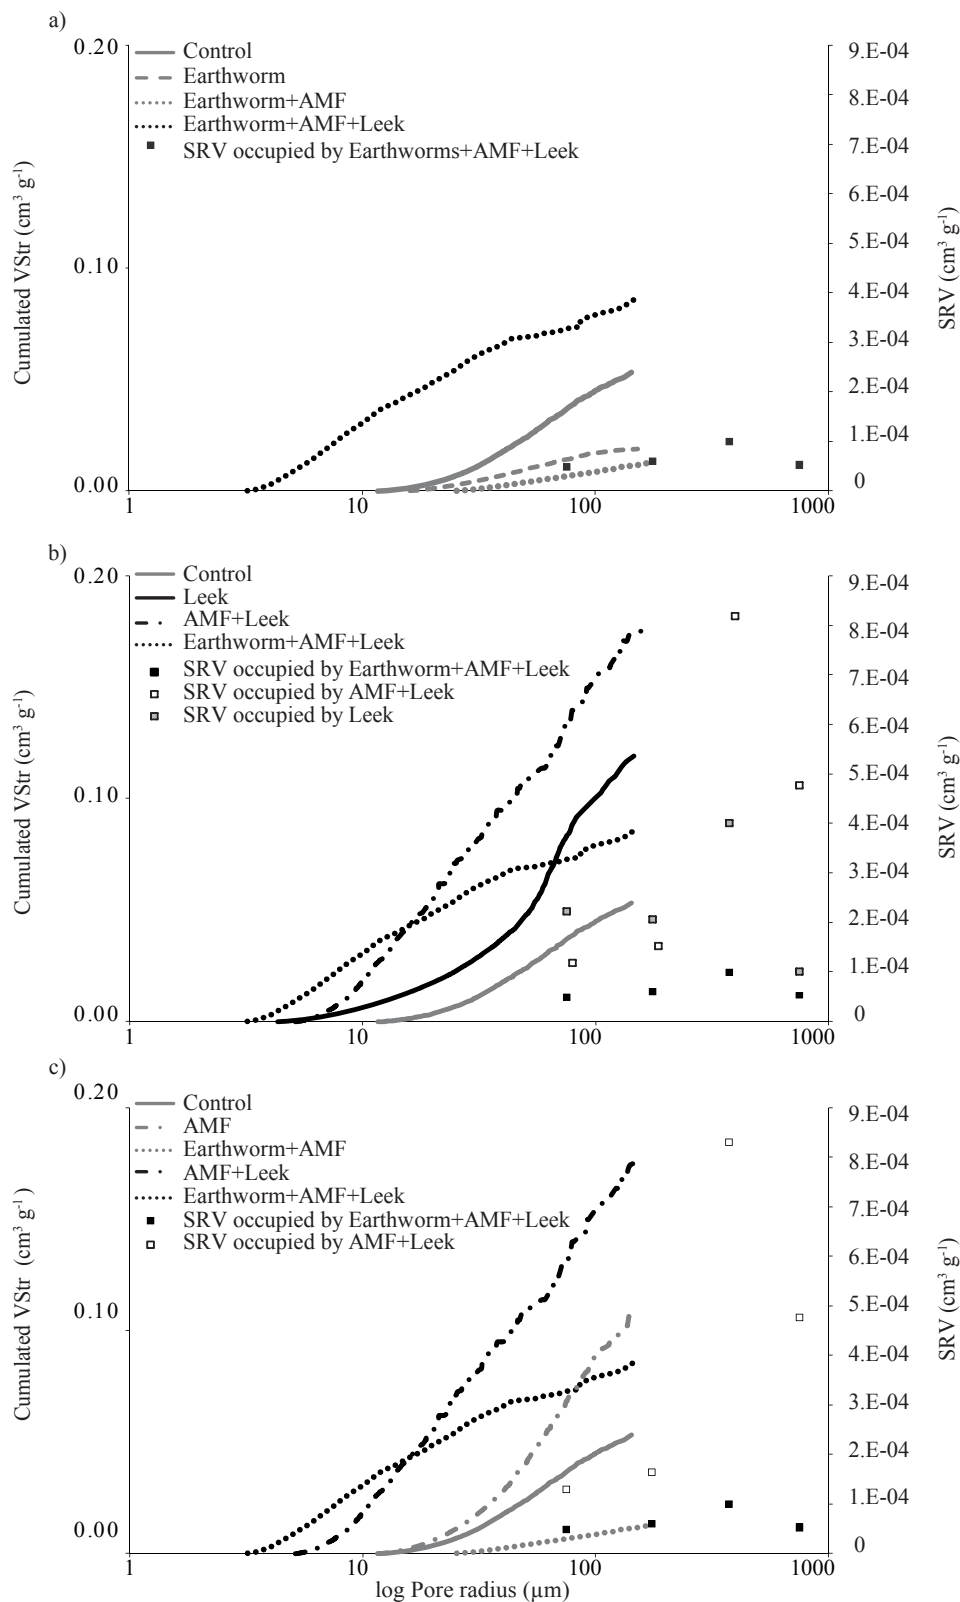 a)
0.20
0.10
0.00
Cumulated VStr (cm³ g⁻¹)
Control
Earthworm
Earthworm+AMF
Earthworm+AMF+Leek
SRV occupied by Earthworms+AMF+Leek
9.E-04
8.E-04
7.E-04
6.E-04
5.E-04
4.E-04
3.E-04
2.E-04
1.E-04
0
SRV (cm³ g⁻¹)
1 10 100 1000
b)
0.20
0.10
0.00
Cumulated VStr (cm³ g⁻¹)
Control
Leek
AMF+Leek
Earthworm+AMF+Leek
SRV occupied by Earthworm+AMF+Leek
SRV occupied by AMF+Leek
SRV occupied by Leek
9.E-04
8.E-04
7.E-04
6.E-04
5.E-04
4.E-04
3.E-04
2.E-04
1.E-04
0
SRV (cm³ g⁻¹)
1 10 100 1000
c)
0.20
0.10
0.00
Cumulated VStr (cm³ g⁻¹)
Control
AMF
Earthworm+AMF
AMF+Leek
Earthworm+AMF+Leek
SRV occupied by Earthworm+AMF+Leek
SRV occupied by AMF+Leek
9.E-04
8.E-04
7.E-04
6.E-04
5.E-04
4.E-04
3.E-04
2.E-04
1.E-04
0
SRV (cm³ g⁻¹)
1 10 100 1000
log Pore radius (µm)